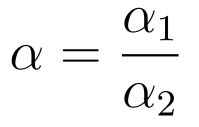 α = α₁/α₂